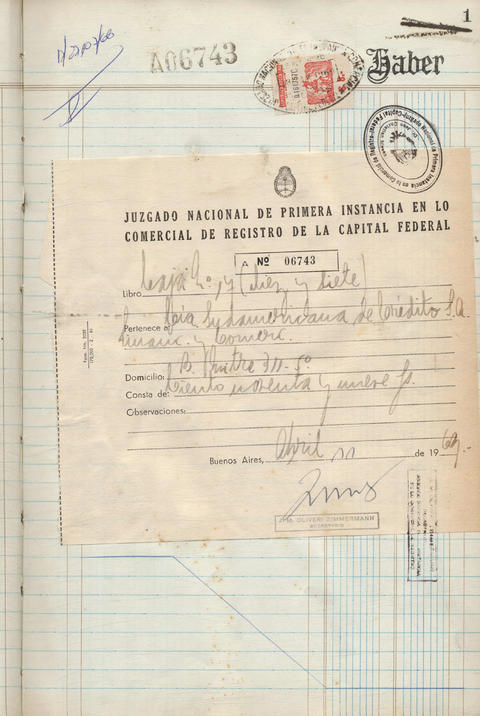 1
A06743
Haber
JUZGADO NACIONAL DE PRIMERA INSTANCIA EN LO
COMERCIAL DE REGISTRO DE LA CAPITAL FEDERAL
A Nº 06743
Libro Caja Nº 17 (diez y siete)
Pertenece a Cía Sudamericana de Crédito S.A.
Financ. y Comerc.
Domicilio: B. Mitre 711-5º
Consta de: Ciento noventa y nueve fs.
Observaciones:
Buenos Aires, Abril 11 de 1969.-
OLIVERI ZIMMERMANN
SECRETARIO